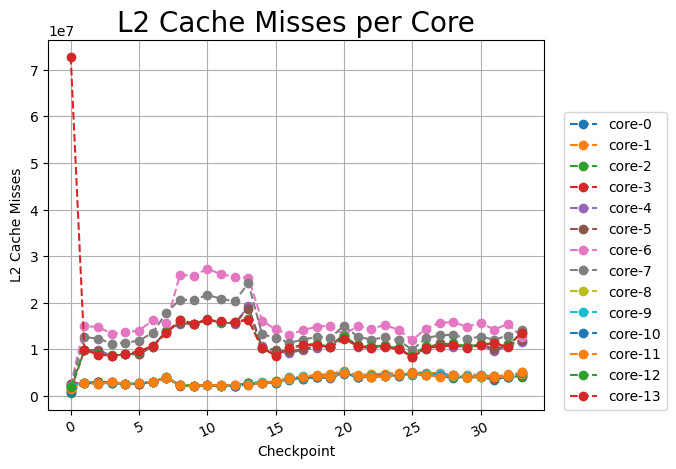 L2 Cache Misses per Core
1e7
7
6
5
4
3
2
1
0
L2 Cache Misses
0
5
10
15
20
25
30
Checkpoint
core-0
core-1
core-2
core-3
core-4
core-5
core-6
core-7
core-8
core-9
core-10
core-11
core-12
core-13